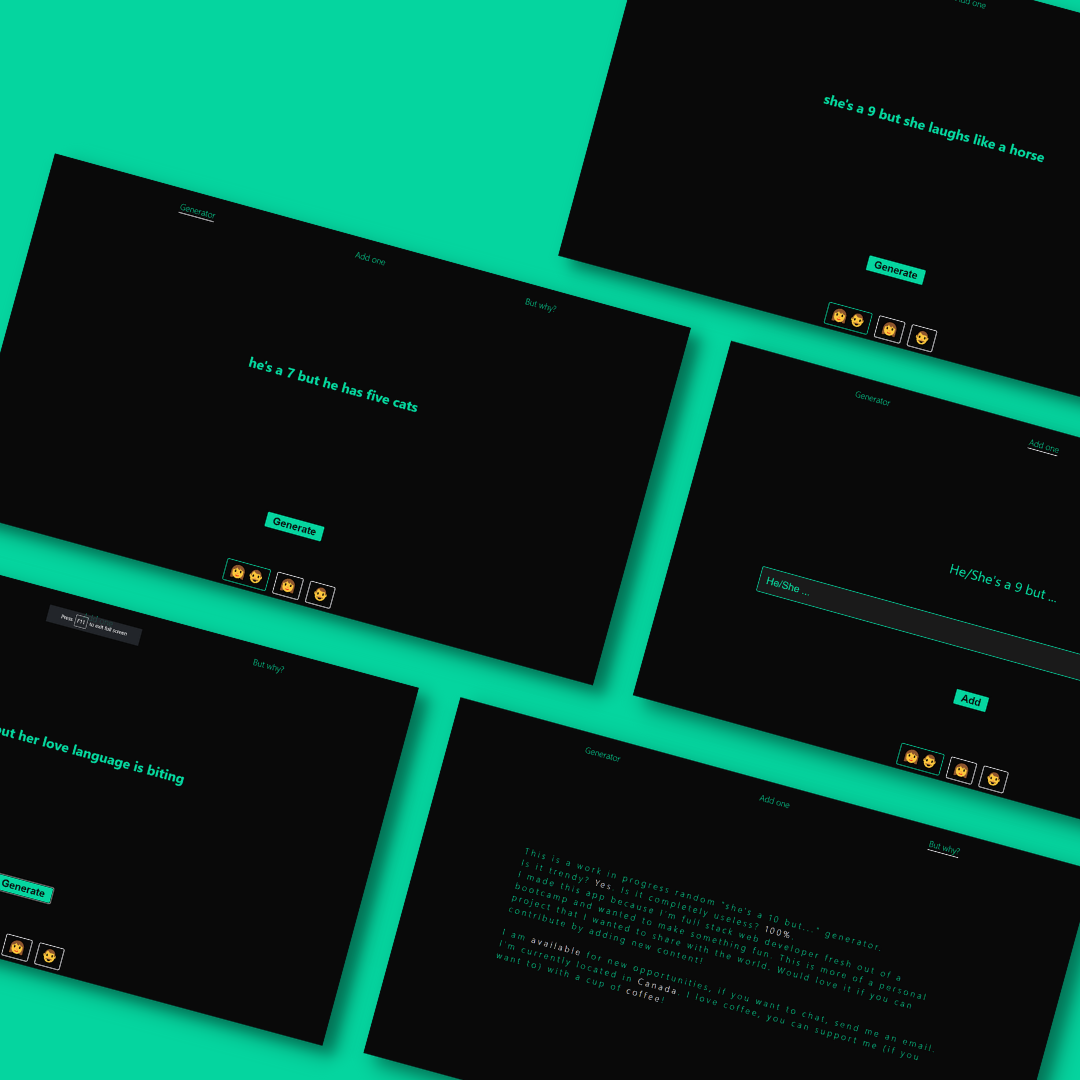 Add one
she's a 9 but she laughs like a horse
Generate
Generator
Add one
But why?
he's a 7 but he has five cats
Generate
Generator
Add one
He/She's a 9 but ...
He/She ...
Add
Press F11 to exit full screen
But why?
but her love language is biting
Generate
Generator
Add one
But why?
This is a work in progress random "she's a 10 but..." generator.
Is it trendy? Yes. Is it completely useless? 100%.
I made this app because I'm full stack web developer fresh out of a
bootcamp and wanted to make something fun. This is more of a personal
project that I wanted to share with the world. Would love it if you can
contribute by adding new content!
I am available for new opportunities, if you want to chat, send me an email.
I'm currently located in Canada. I love coffee, you can support me (if you
want to) with a cup of coffee!